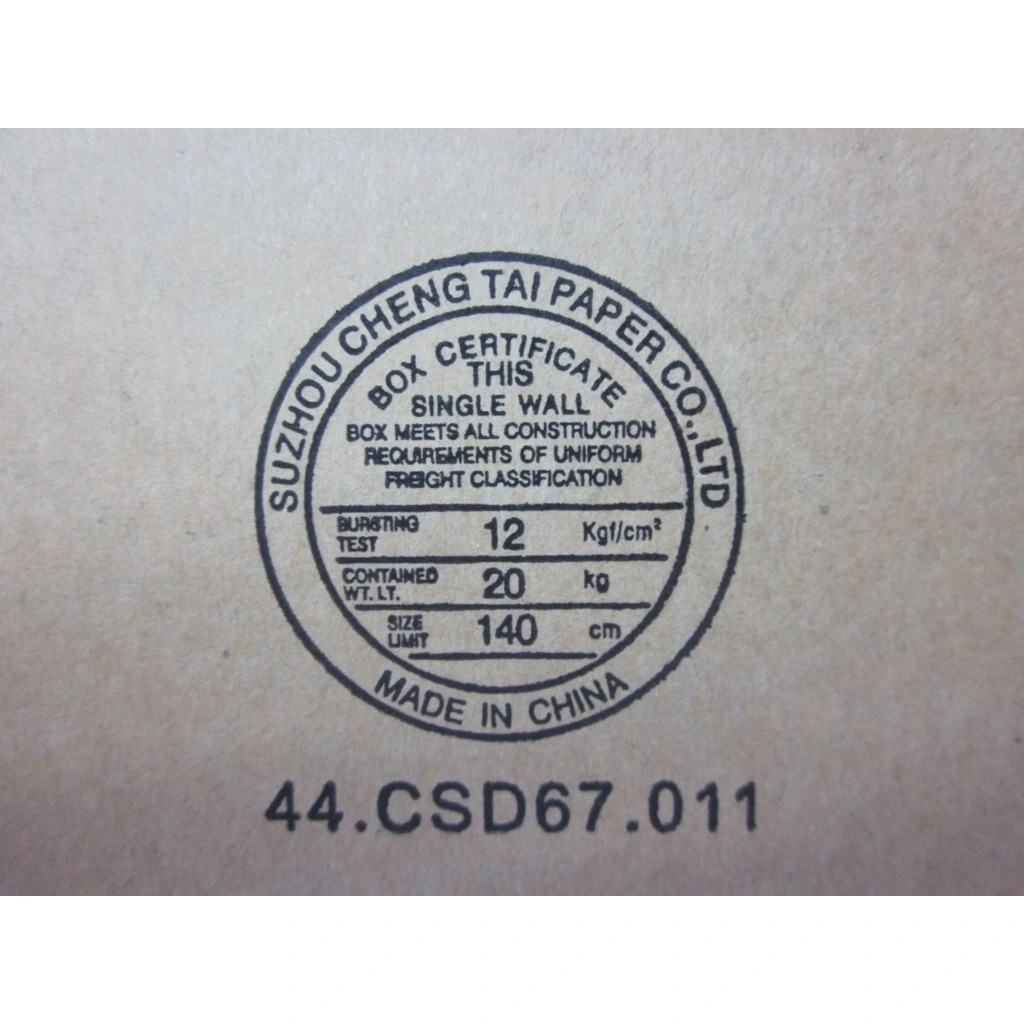 SUZHOU CHENG TAI PAPER CO.,LTD
BOX CERTIFICATE
THIS
SINGLE WALL
BOX MEETS ALL CONSTRUCTION
REQUIREMENTS OF UNIFORM
FREIGHT CLASSIFICATION
BURSTING TEST 12 Kgf/cm²
CONTAINED WT. LT. 20 kg
SIZE LIMIT 140 cm
MADE IN CHINA
44.CSD67.011